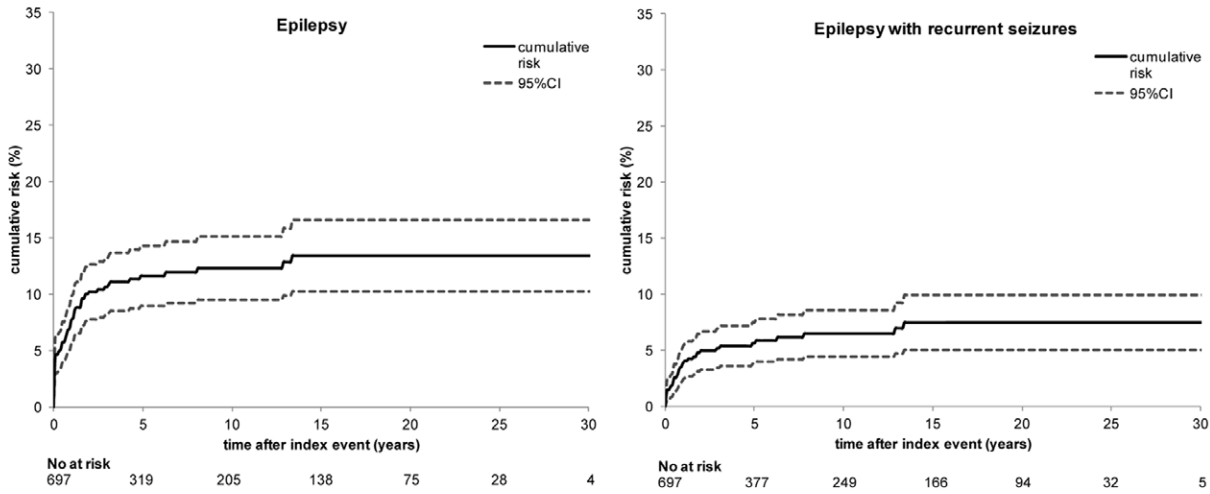 Epilepsy
cumulative risk
95%CI
cumulative risk (%)
35
30
25
20
15
10
5
0
0 5 10 15 20 25 30
time after index event (years)
No at risk
697 319 205 138 75 28 4
Epilepsy with recurrent seizures
cumulative risk
95%CI
cumulative risk (%)
35
30
25
20
15
10
5
0
0 5 10 15 20 25 30
time after index event (years)
No at risk
697 377 249 166 94 32 5